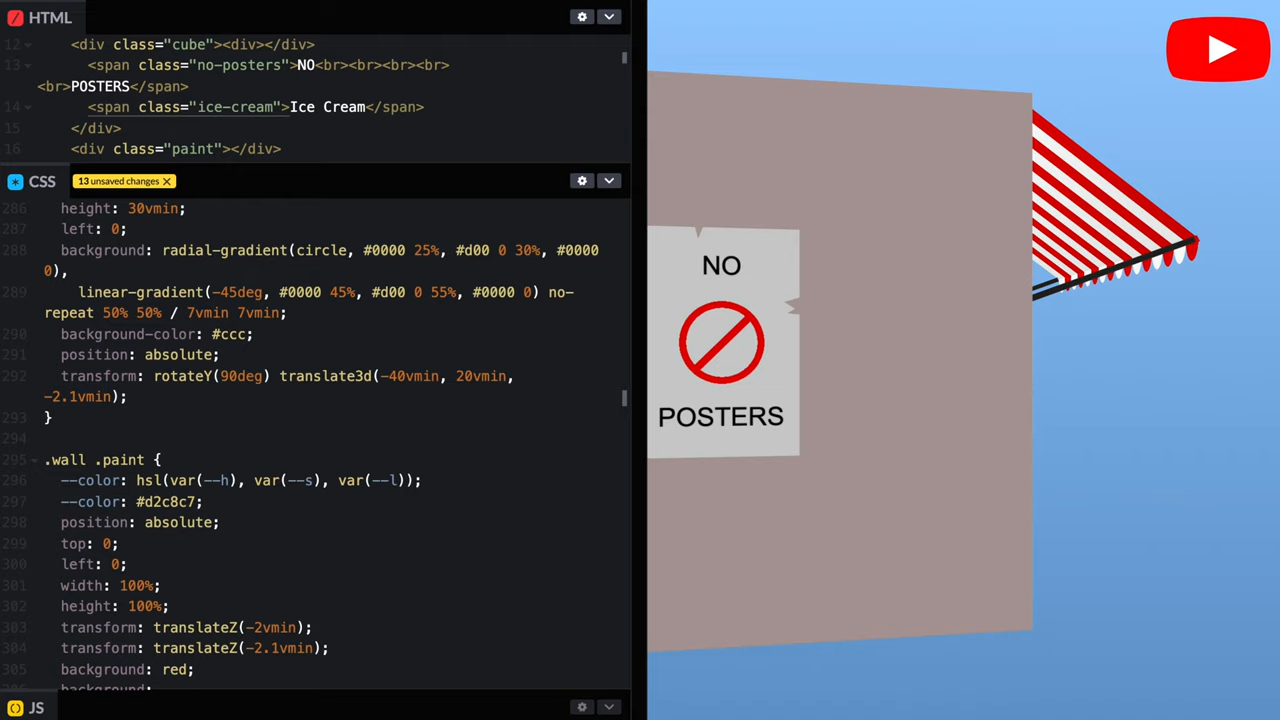 HTML
12 <div class="cube"><div></div>
13 <span class="no-posters">NO<br><br><br><br>
<br>POSTERS</span>
14 <span class="ice-cream">Ice Cream</span>
15 </div>
16 <div class="paint"></div>
CSS
13 unsaved changes X
286 height: 30vmin;
287 left: 0;
288 background: radial-gradient(circle, #0000 25%, #d00 0 30%, #0000
0),
289 linear-gradient(-45deg, #0000 45%, #d00 0 55%, #0000 0) no-
repeat 50% 50% / 7vmin 7vmin;
290 background-color: #ccc;
291 position: absolute;
292 transform: rotateY(90deg) translate3d(-40vmin, 20vmin,
-2.1vmin);
293 }
294
295 .wall .paint {
296 --color: hsl(var(--h), var(--s), var(--l));
297 --color: #d2c8c7;
298 position: absolute;
299 top: 0;
300 left: 0;
301 width: 100%;
302 height: 100%;
303 transform: translateZ(-2vmin);
304 transform: translateZ(-2.1vmin);
305 background: red;
JS
NO
POSTERS